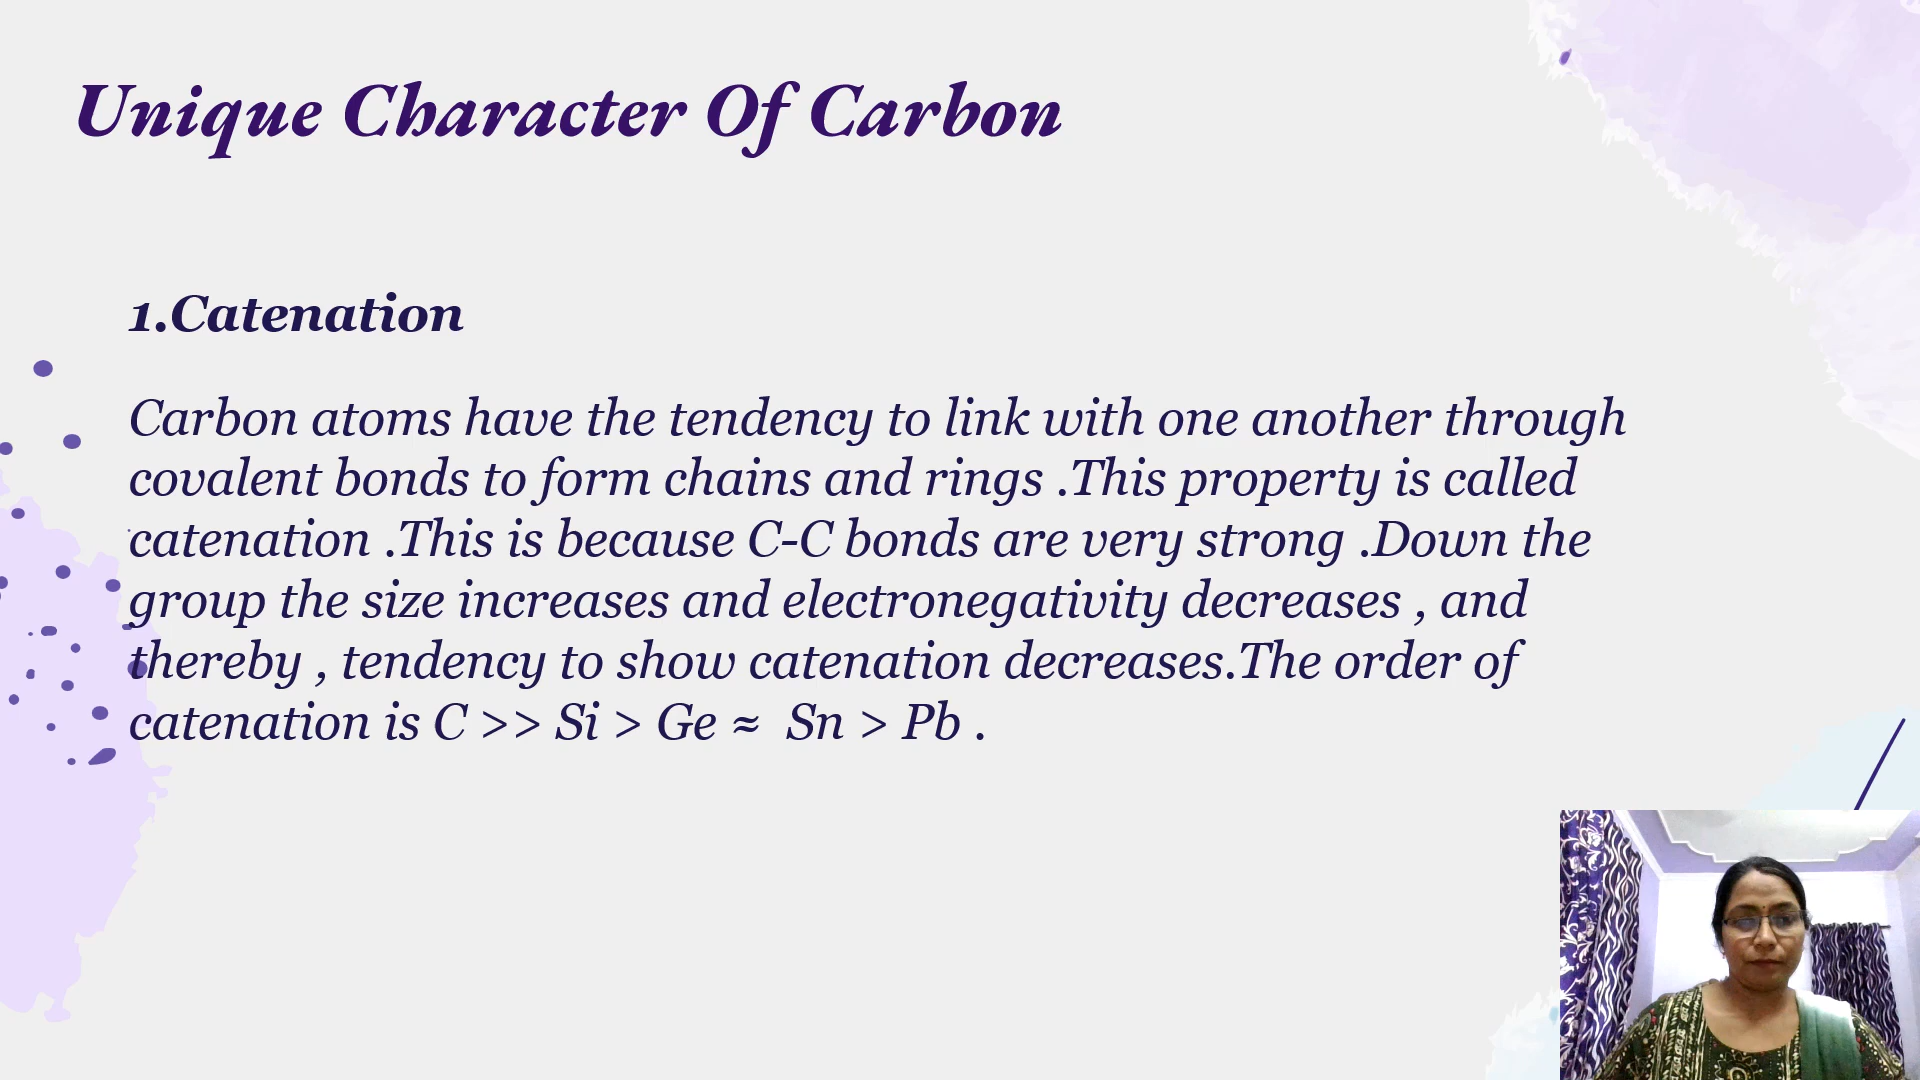 Unique Character Of Carbon
1.Catenation
Carbon atoms have the tendency to link with one another through
covalent bonds to form chains and rings .This property is called
catenation .This is because C-C bonds are very strong .Down the
group the size increases and electronegativity decreases , and
thereby , tendency to show catenation decreases.The order of
catenation is C >> Si > Ge ≈  Sn > Pb .